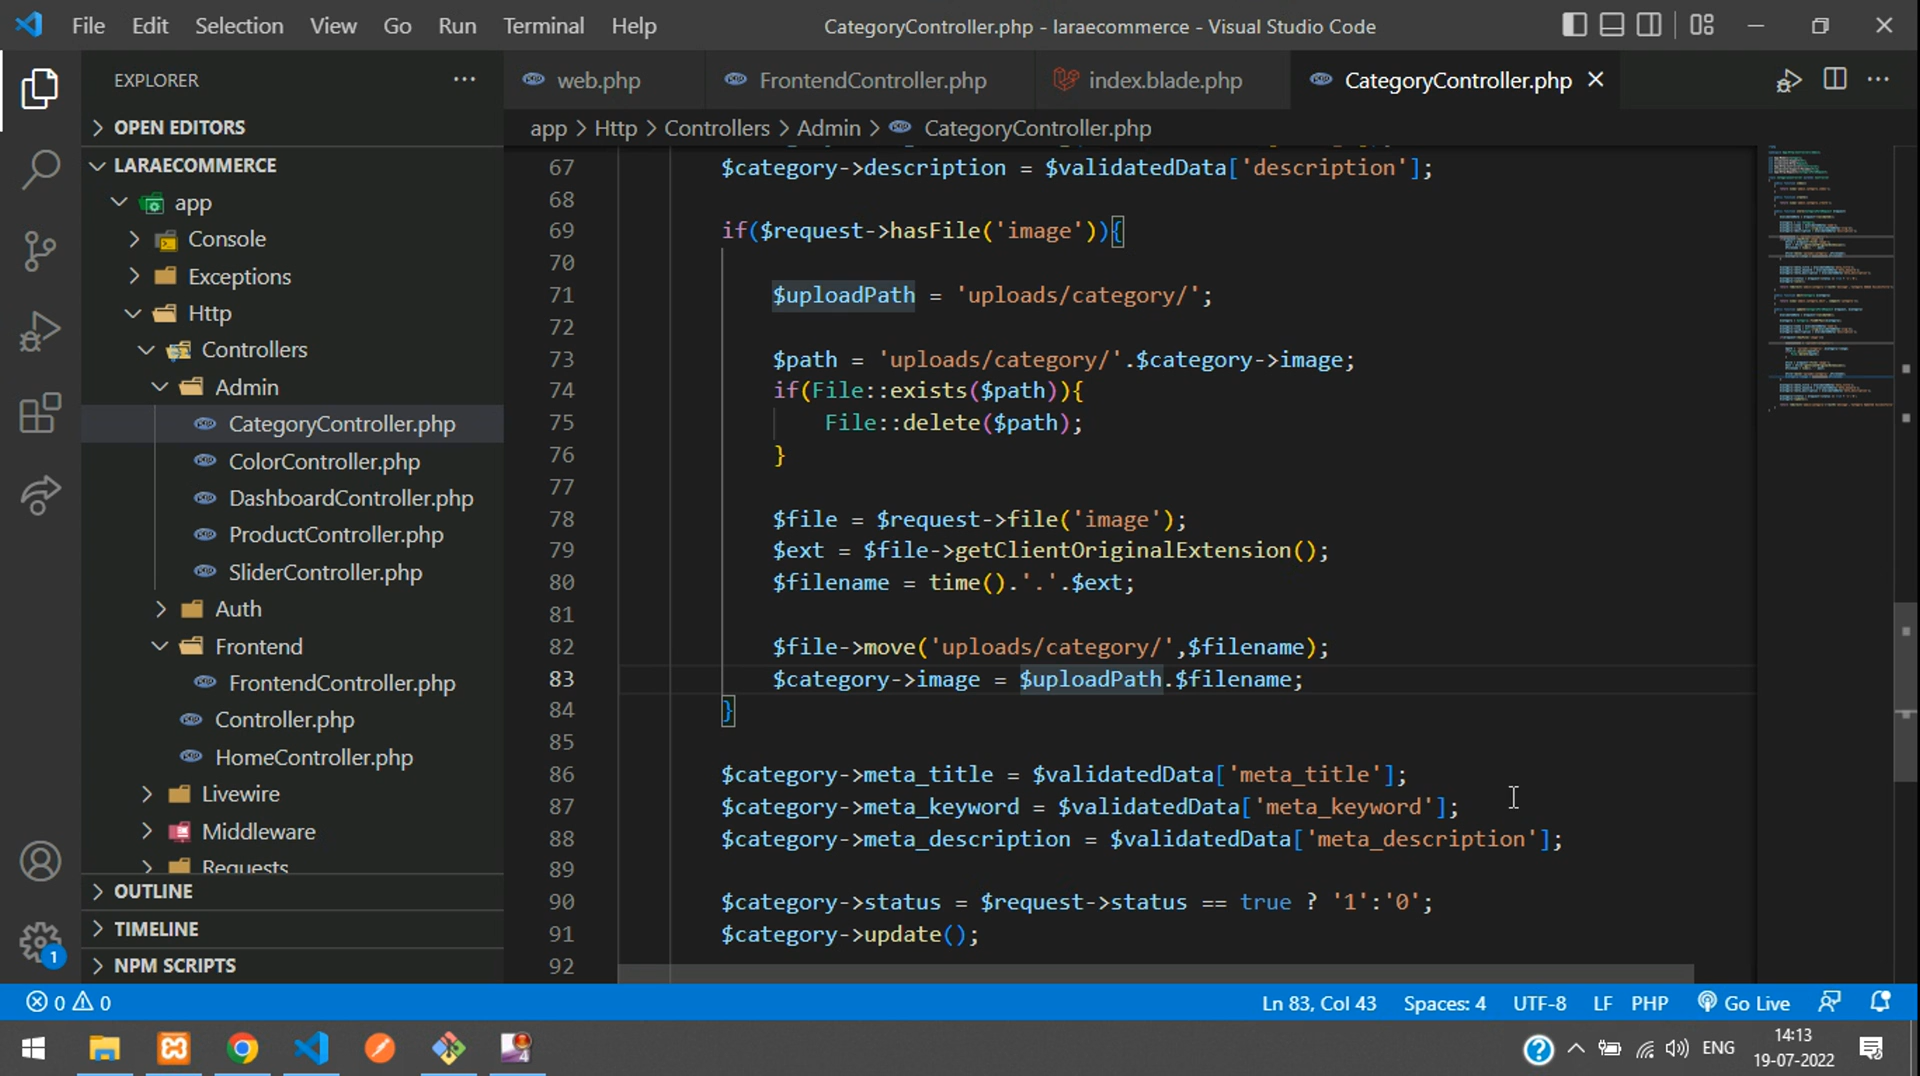 File Edit Selection View Go Run Terminal Help
CategoryController.php - laraecommerce - Visual Studio Code
EXPLORER
web.php
FrontendController.php
index.blade.php
CategoryController.php
OPEN EDITORS
app > Http > Controllers > Admin > CategoryController.php
LARAECOMMERCE
app
Console
Exceptions
Http
Controllers
Admin
CategoryController.php
ColorController.php
DashboardController.php
ProductController.php
SliderController.php
Auth
Frontend
FrontendController.php
Controller.php
HomeController.php
Livewire
Middleware
Requests
OUTLINE
TIMELINE
NPM SCRIPTS
67 $category->description = $validatedData['description'];
68
69 if($request->hasFile('image')){
70
71 $uploadPath = 'uploads/category/';
72
73 $path = 'uploads/category/'.$category->image;
74 if(File::exists($path)){
75 File::delete($path);
76 }
77
78 $file = $request->file('image');
79 $ext = $file->getClientOriginalExtension();
80 $filename = time().'.'.$ext;
81
82 $file->move('uploads/category/',$filename);
83 $category->image = $uploadPath.$filename;
84 }
85
86 $category->meta_title = $validatedData['meta_title'];
87 $category->meta_keyword = $validatedData['meta_keyword'];
88 $category->meta_description = $validatedData['meta_description'];
89
90 $category->status = $request->status == true ? '1':'0';
91 $category->update();
92
1
0 0
Ln 83, Col 43 Spaces: 4 UTF-8 LF PHP Go Live
4
ENG
14:13
19-07-2022